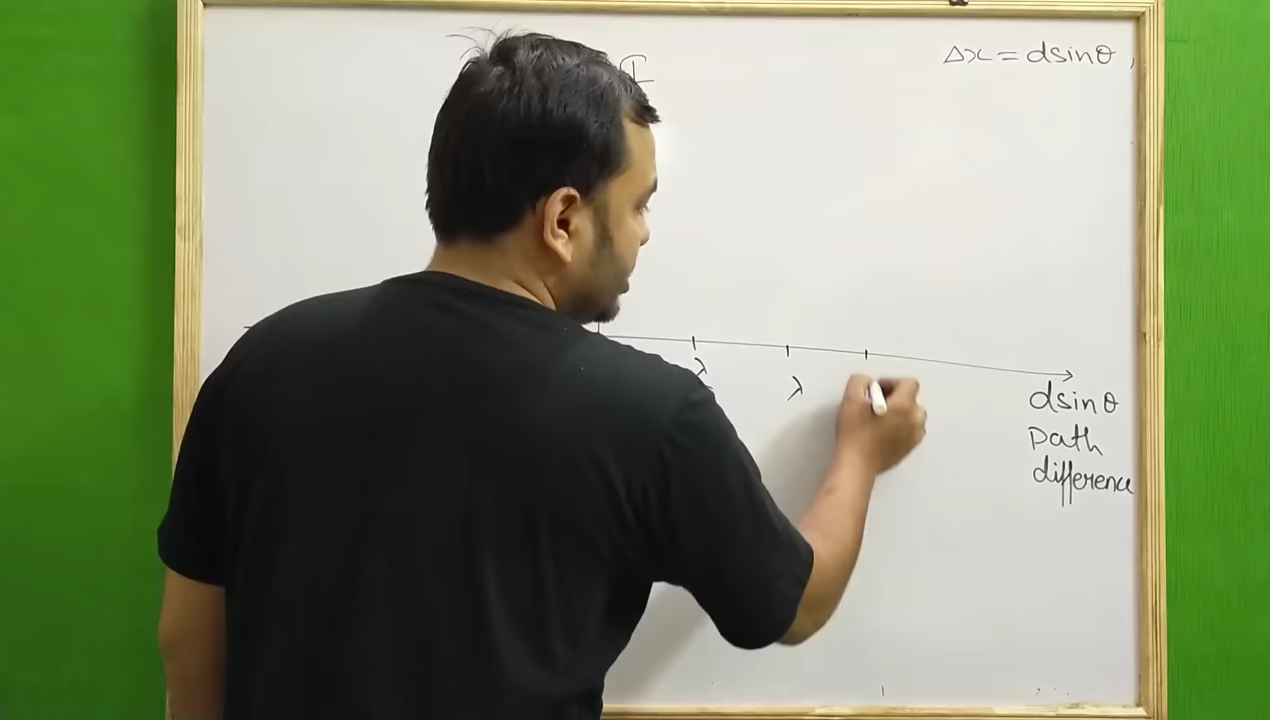 I
Δx = dsinθ,
λ
λ
dsinθ
path
difference